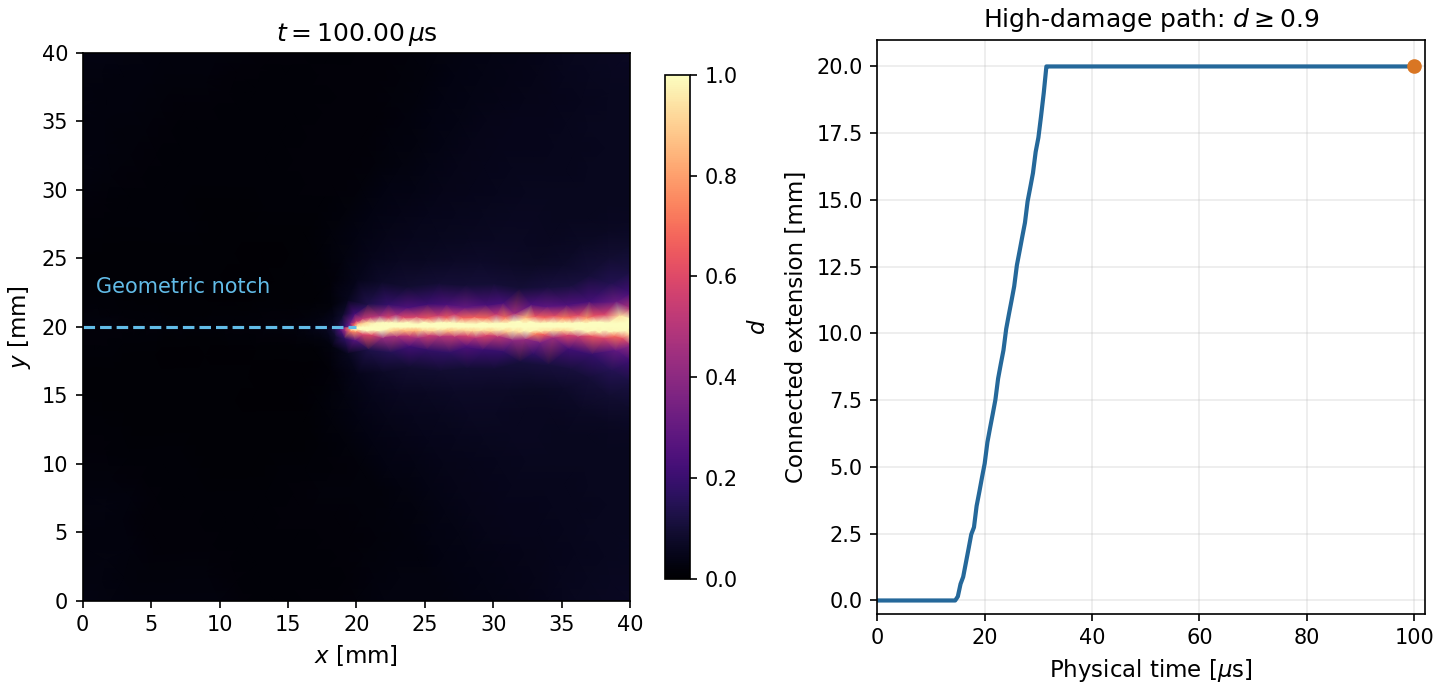 t = 100.00 μs
40
35
30
25
20
15
10
5
0
y [mm]
Geometric notch
0 5 10 15 20 25 30 35 40
x [mm]
1.0
0.8
0.6
0.4
0.2
0.0
d
High-damage path: d ≥ 0.9
20.0
17.5
15.0
12.5
10.0
7.5
5.0
2.5
0.0
Connected extension [mm]
0 20 40 60 80 100
Physical time [μs]